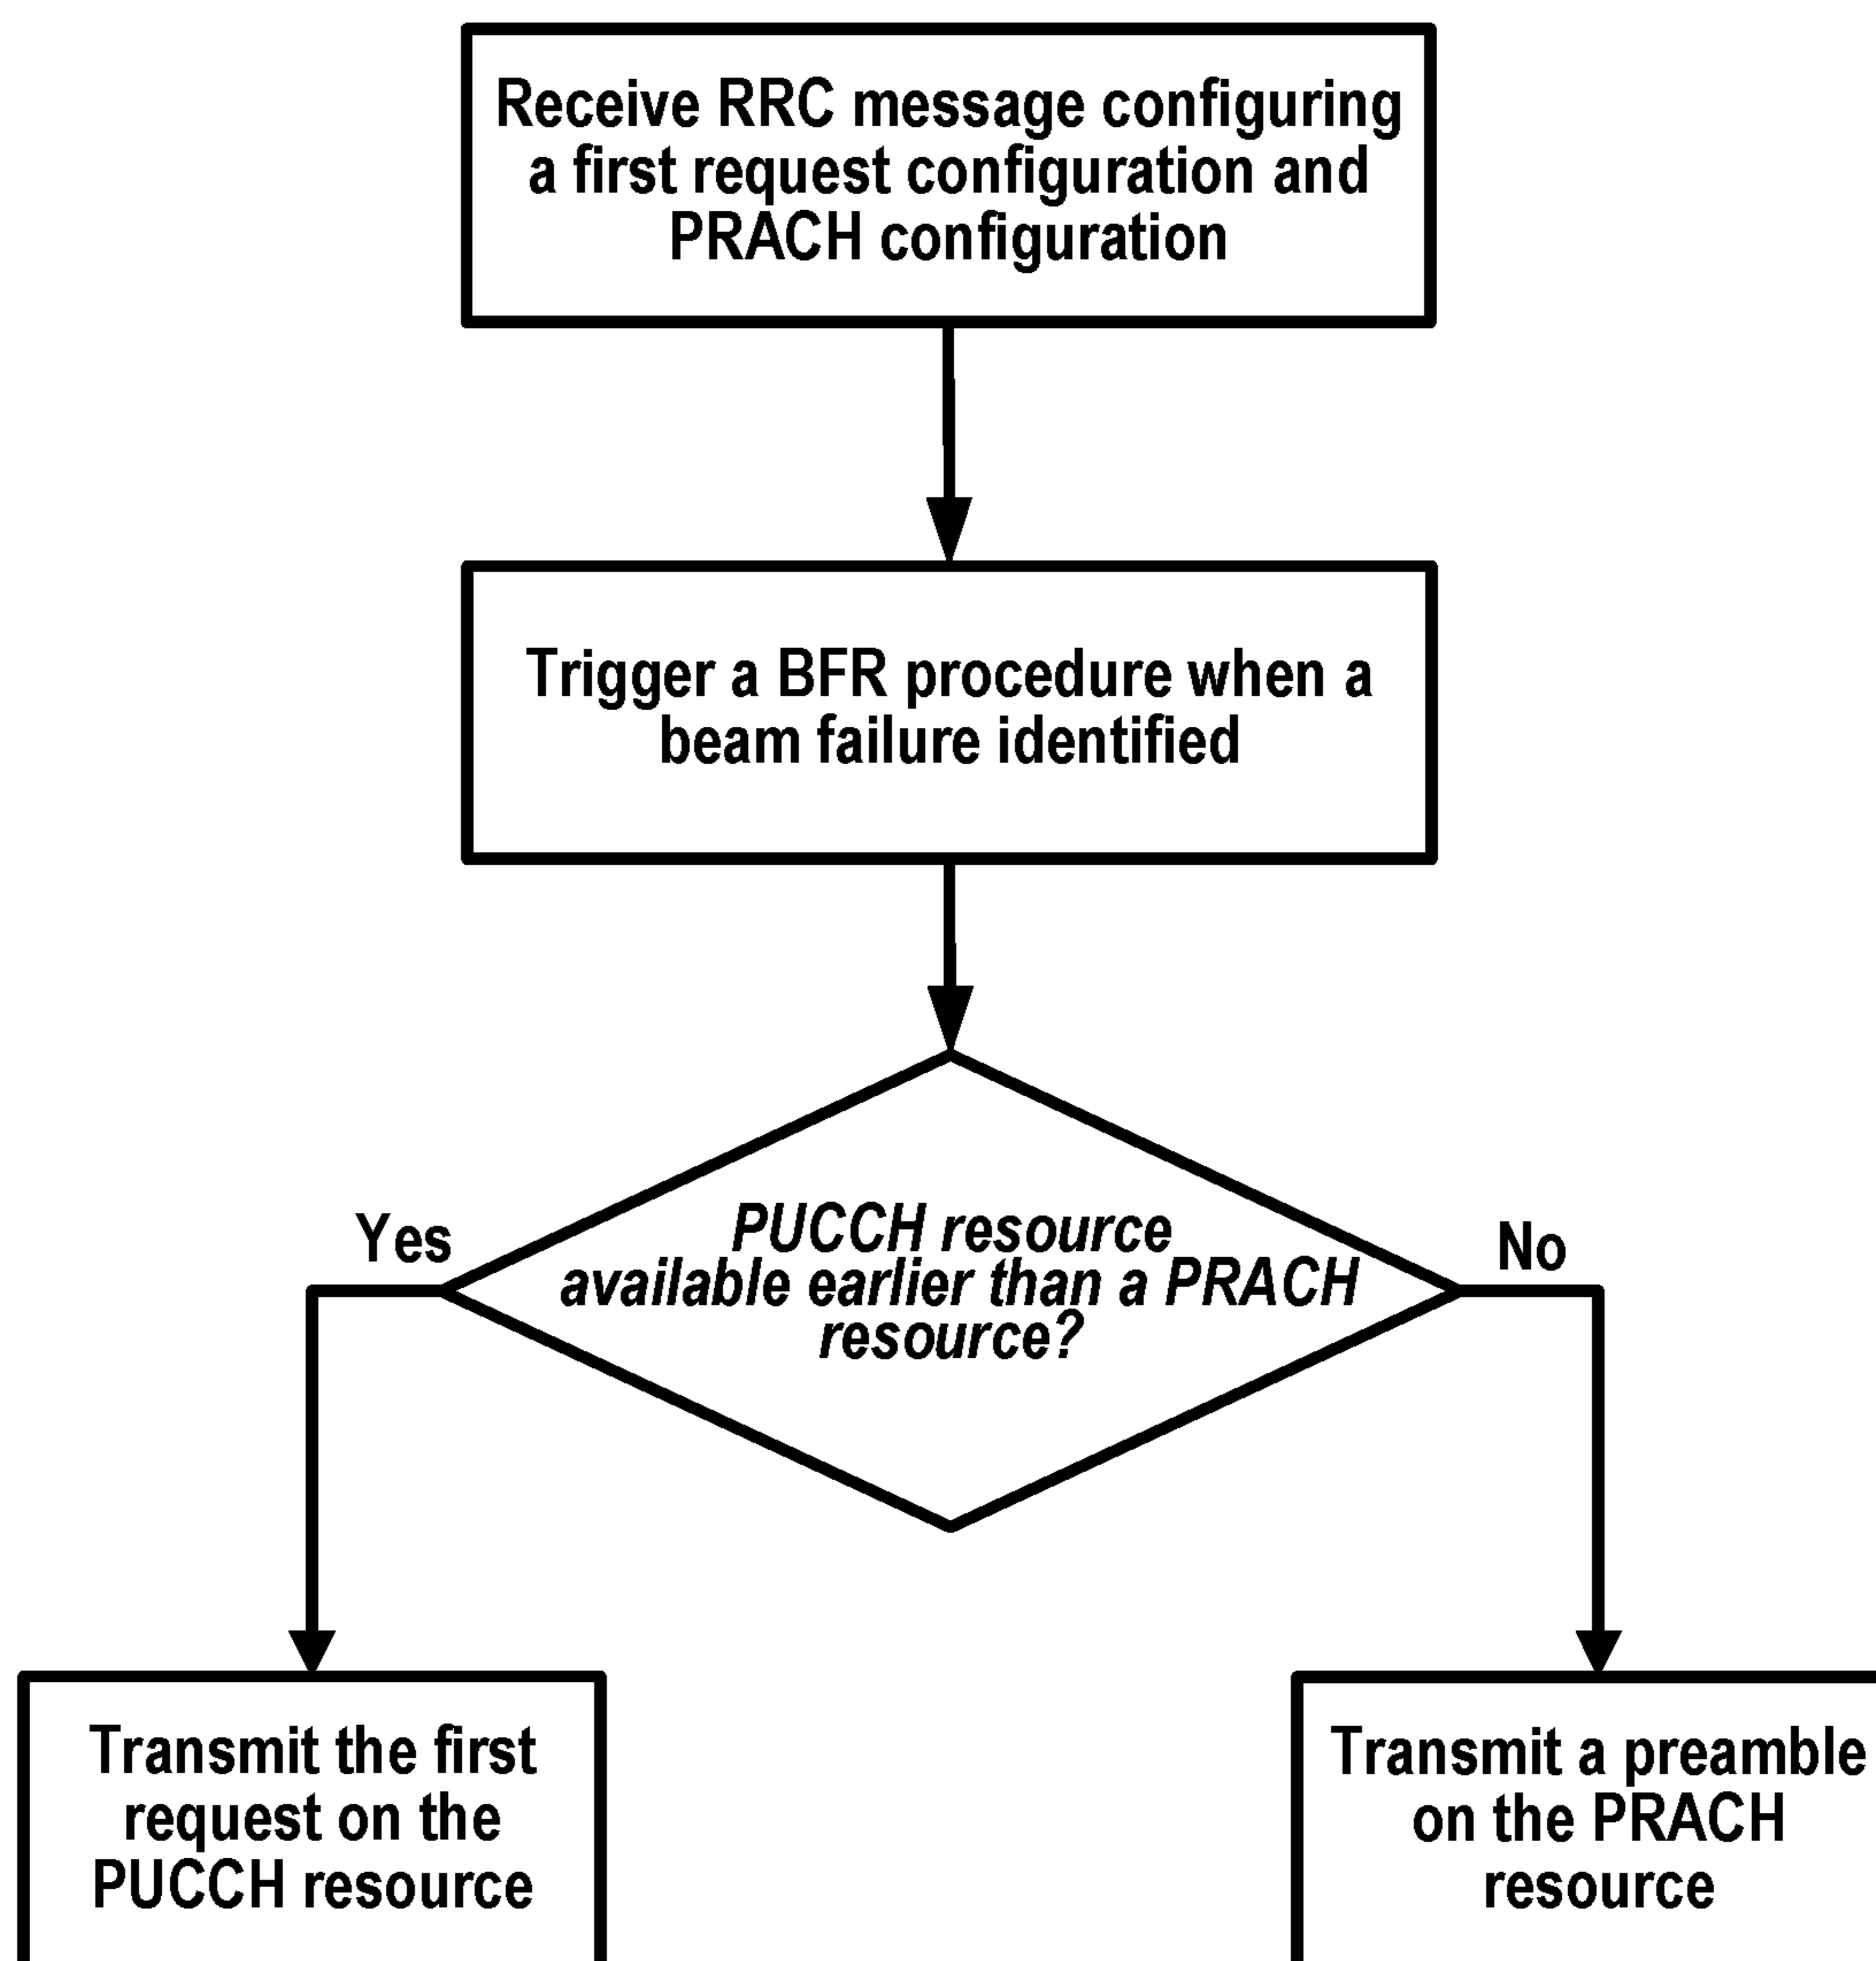 Receive RRC message configuring
a first request configuration and
PRACH configuration
Trigger a BFR procedure when a
beam failure identified
PUCCH resource
available earlier than a PRACH
resource?
Yes
No
Transmit the first
request on the
PUCCH resource
Transmit a preamble
on the PRACH
resource